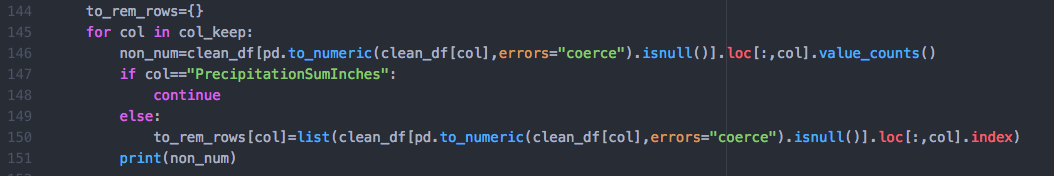 144 to_rem_rows={}
145 for col in col_keep:
146 non_num=clean_df[pd.to_numeric(clean_df[col],errors="coerce").isnull()].loc[:,col].value_counts()
147 if col=="PrecipitationSumInches":
148 continue
149 else:
150 to_rem_rows[col]=list(clean_df[pd.to_numeric(clean_df[col],errors="coerce").isnull()].loc[:,col].index)
151 print(non_num)